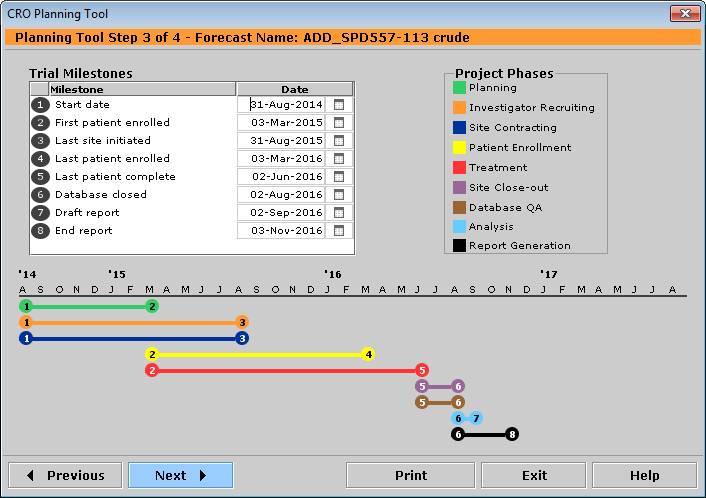 CRO Planning Tool
Planning Tool Step 3 of 4 - Forecast Name: ADD_SPD557-113 crude
Trial Milestones
Milestone Date
1 Start date 31-Aug-2014
2 First patient enrolled 03-Mar-2015
3 Last site initiated 31-Aug-2015
4 Last patient enrolled 03-Mar-2016
5 Last patient complete 02-Jun-2016
6 Database closed 02-Aug-2016
7 Draft report 02-Sep-2016
8 End report 03-Nov-2016
Project Phases
Planning
Investigator Recruiting
Site Contracting
Patient Enrollment
Treatment
Site Close-out
Database QA
Analysis
Report Generation
'14 '15 '16 '17
A S O N D J F M A M J J A S O N D J F M A M J J A S O N D J F M A M J J A
1 2
1 3
1 3
2 4
2 5
5 6
5 6
6 7
6 8
Previous Next Print Exit Help